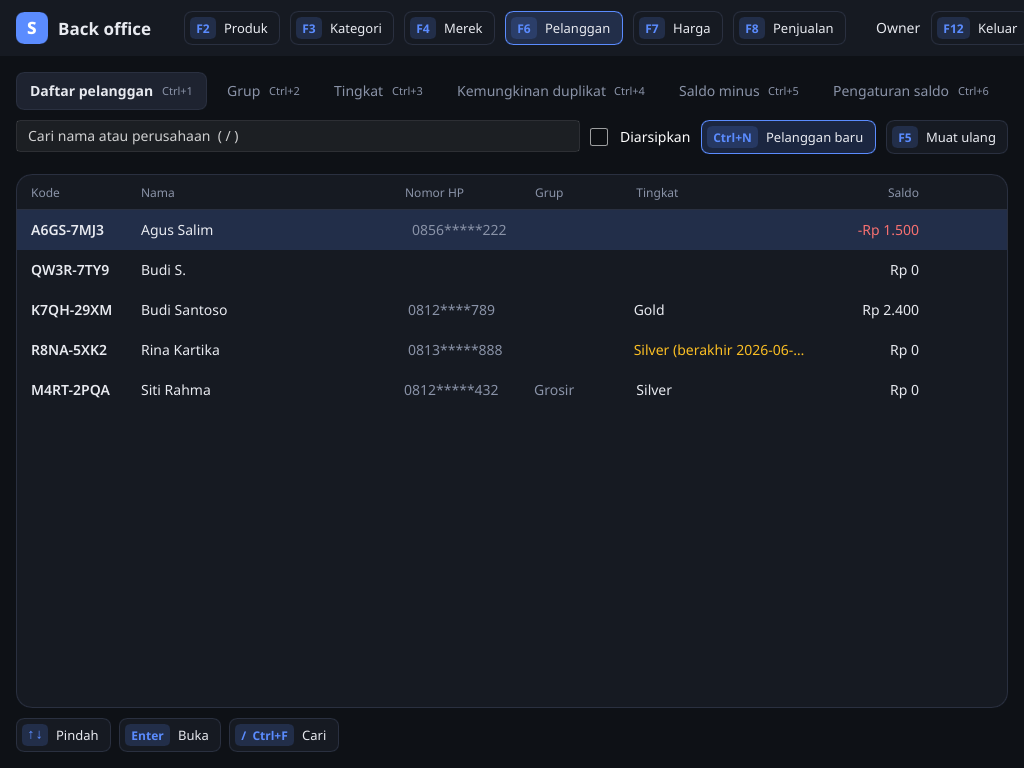 S Back office F2 Produk F3 Kategori F4 Merek F6 Pelanggan F7 Harga F8 Penjualan Owner F12 Keluar
Daftar pelanggan Ctrl+1 Grup Ctrl+2 Tingkat Ctrl+3 Kemungkinan duplikat Ctrl+4 Saldo minus Ctrl+5 Pengaturan saldo Ctrl+6
Cari nama atau perusahaan ( / ) Diarsipkan Ctrl+N Pelanggan baru F5 Muat ulang
Kode Nama Nomor HP Grup Tingkat Saldo
A6GS-7MJ3 Agus Salim 0856*****222 -Rp 1.500
QW3R-7TY9 Budi S. Rp 0
K7QH-29XM Budi Santoso 0812****789 Gold Rp 2.400
R8NA-5XK2 Rina Kartika 0813*****888 Silver (berakhir 2026-06-... Rp 0
M4RT-2PQA Siti Rahma 0812*****432 Grosir Silver Rp 0
↑↓ Pindah Enter Buka / Ctrl+F Cari